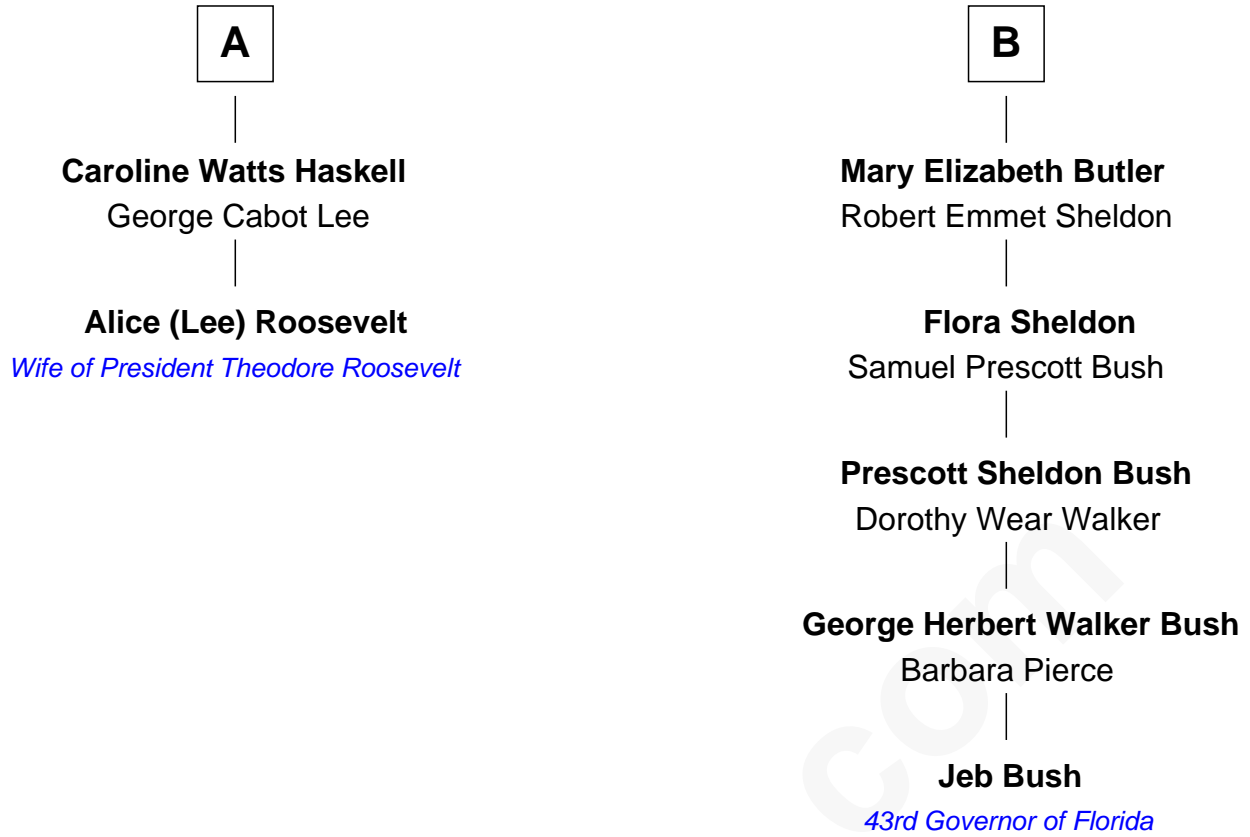 A
Caroline Watts Haskell
George Cabot Lee
Alice (Lee) Roosevelt
Wife of President Theodore Roosevelt
B
Mary Elizabeth Butler
Robert Emmet Sheldon
Flora Sheldon
Samuel Prescott Bush
Prescott Sheldon Bush
Dorothy Wear Walker
George Herbert Walker Bush
Barbara Pierce
Jeb Bush
43rd Governor of Florida
com